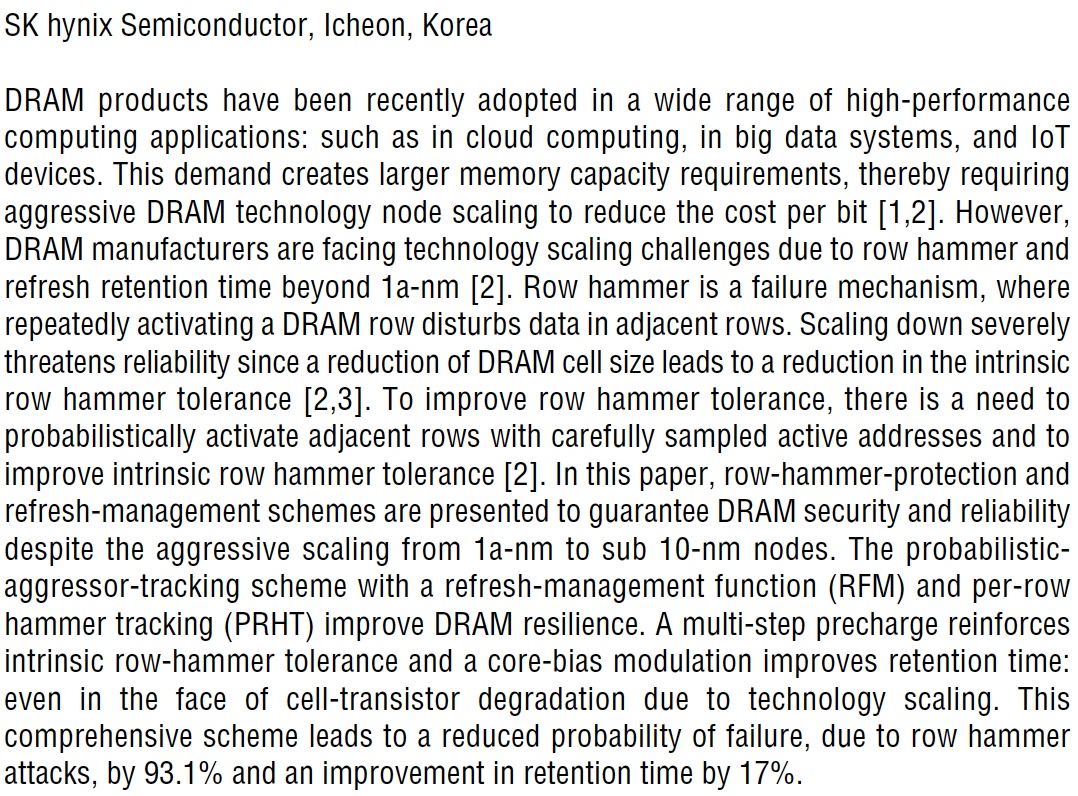 SK hynix Semiconductor, Icheon, Korea
DRAM products have been recently adopted in a wide range of high-performance
computing applications: such as in cloud computing, in big data systems, and IoT
devices. This demand creates larger memory capacity requirements, thereby requiring
aggressive DRAM technology node scaling to reduce the cost per bit [1,2]. However,
DRAM manufacturers are facing technology scaling challenges due to row hammer and
refresh retention time beyond 1a-nm [2]. Row hammer is a failure mechanism, where
repeatedly activating a DRAM row disturbs data in adjacent rows. Scaling down severely
threatens reliability since a reduction of DRAM cell size leads to a reduction in the intrinsic
row hammer tolerance [2,3]. To improve row hammer tolerance, there is a need to
probabilistically activate adjacent rows with carefully sampled active addresses and to
improve intrinsic row hammer tolerance [2]. In this paper, row-hammer-protection and
refresh-management schemes are presented to guarantee DRAM security and reliability
despite the aggressive scaling from 1a-nm to sub 10-nm nodes. The probabilistic-
aggressor-tracking scheme with a refresh-management function (RFM) and per-row
hammer tracking (PRHT) improve DRAM resilience. A multi-step precharge reinforces
intrinsic row-hammer tolerance and a core-bias modulation improves retention time:
even in the face of cell-transistor degradation due to technology scaling. This
comprehensive scheme leads to a reduced probability of failure, due to row hammer
attacks, by 93.1% and an improvement in retention time by 17%.